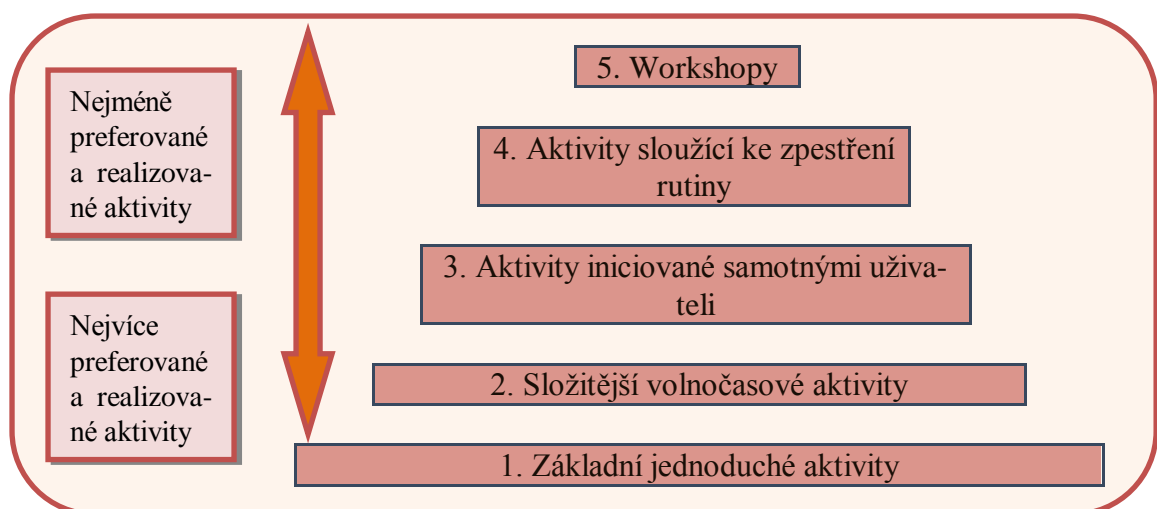 Nejméně
preferované
a realizova-
né aktivity
Nejvíce
preferované
a realizova-
né aktivity
5. Workshopy
4. Aktivity sloužící ke zpestření
rutiny
3. Aktivity iniciované samotnými uživa-
teli
2. Složitější volnočasové aktivity
1. Základní jednoduché aktivity